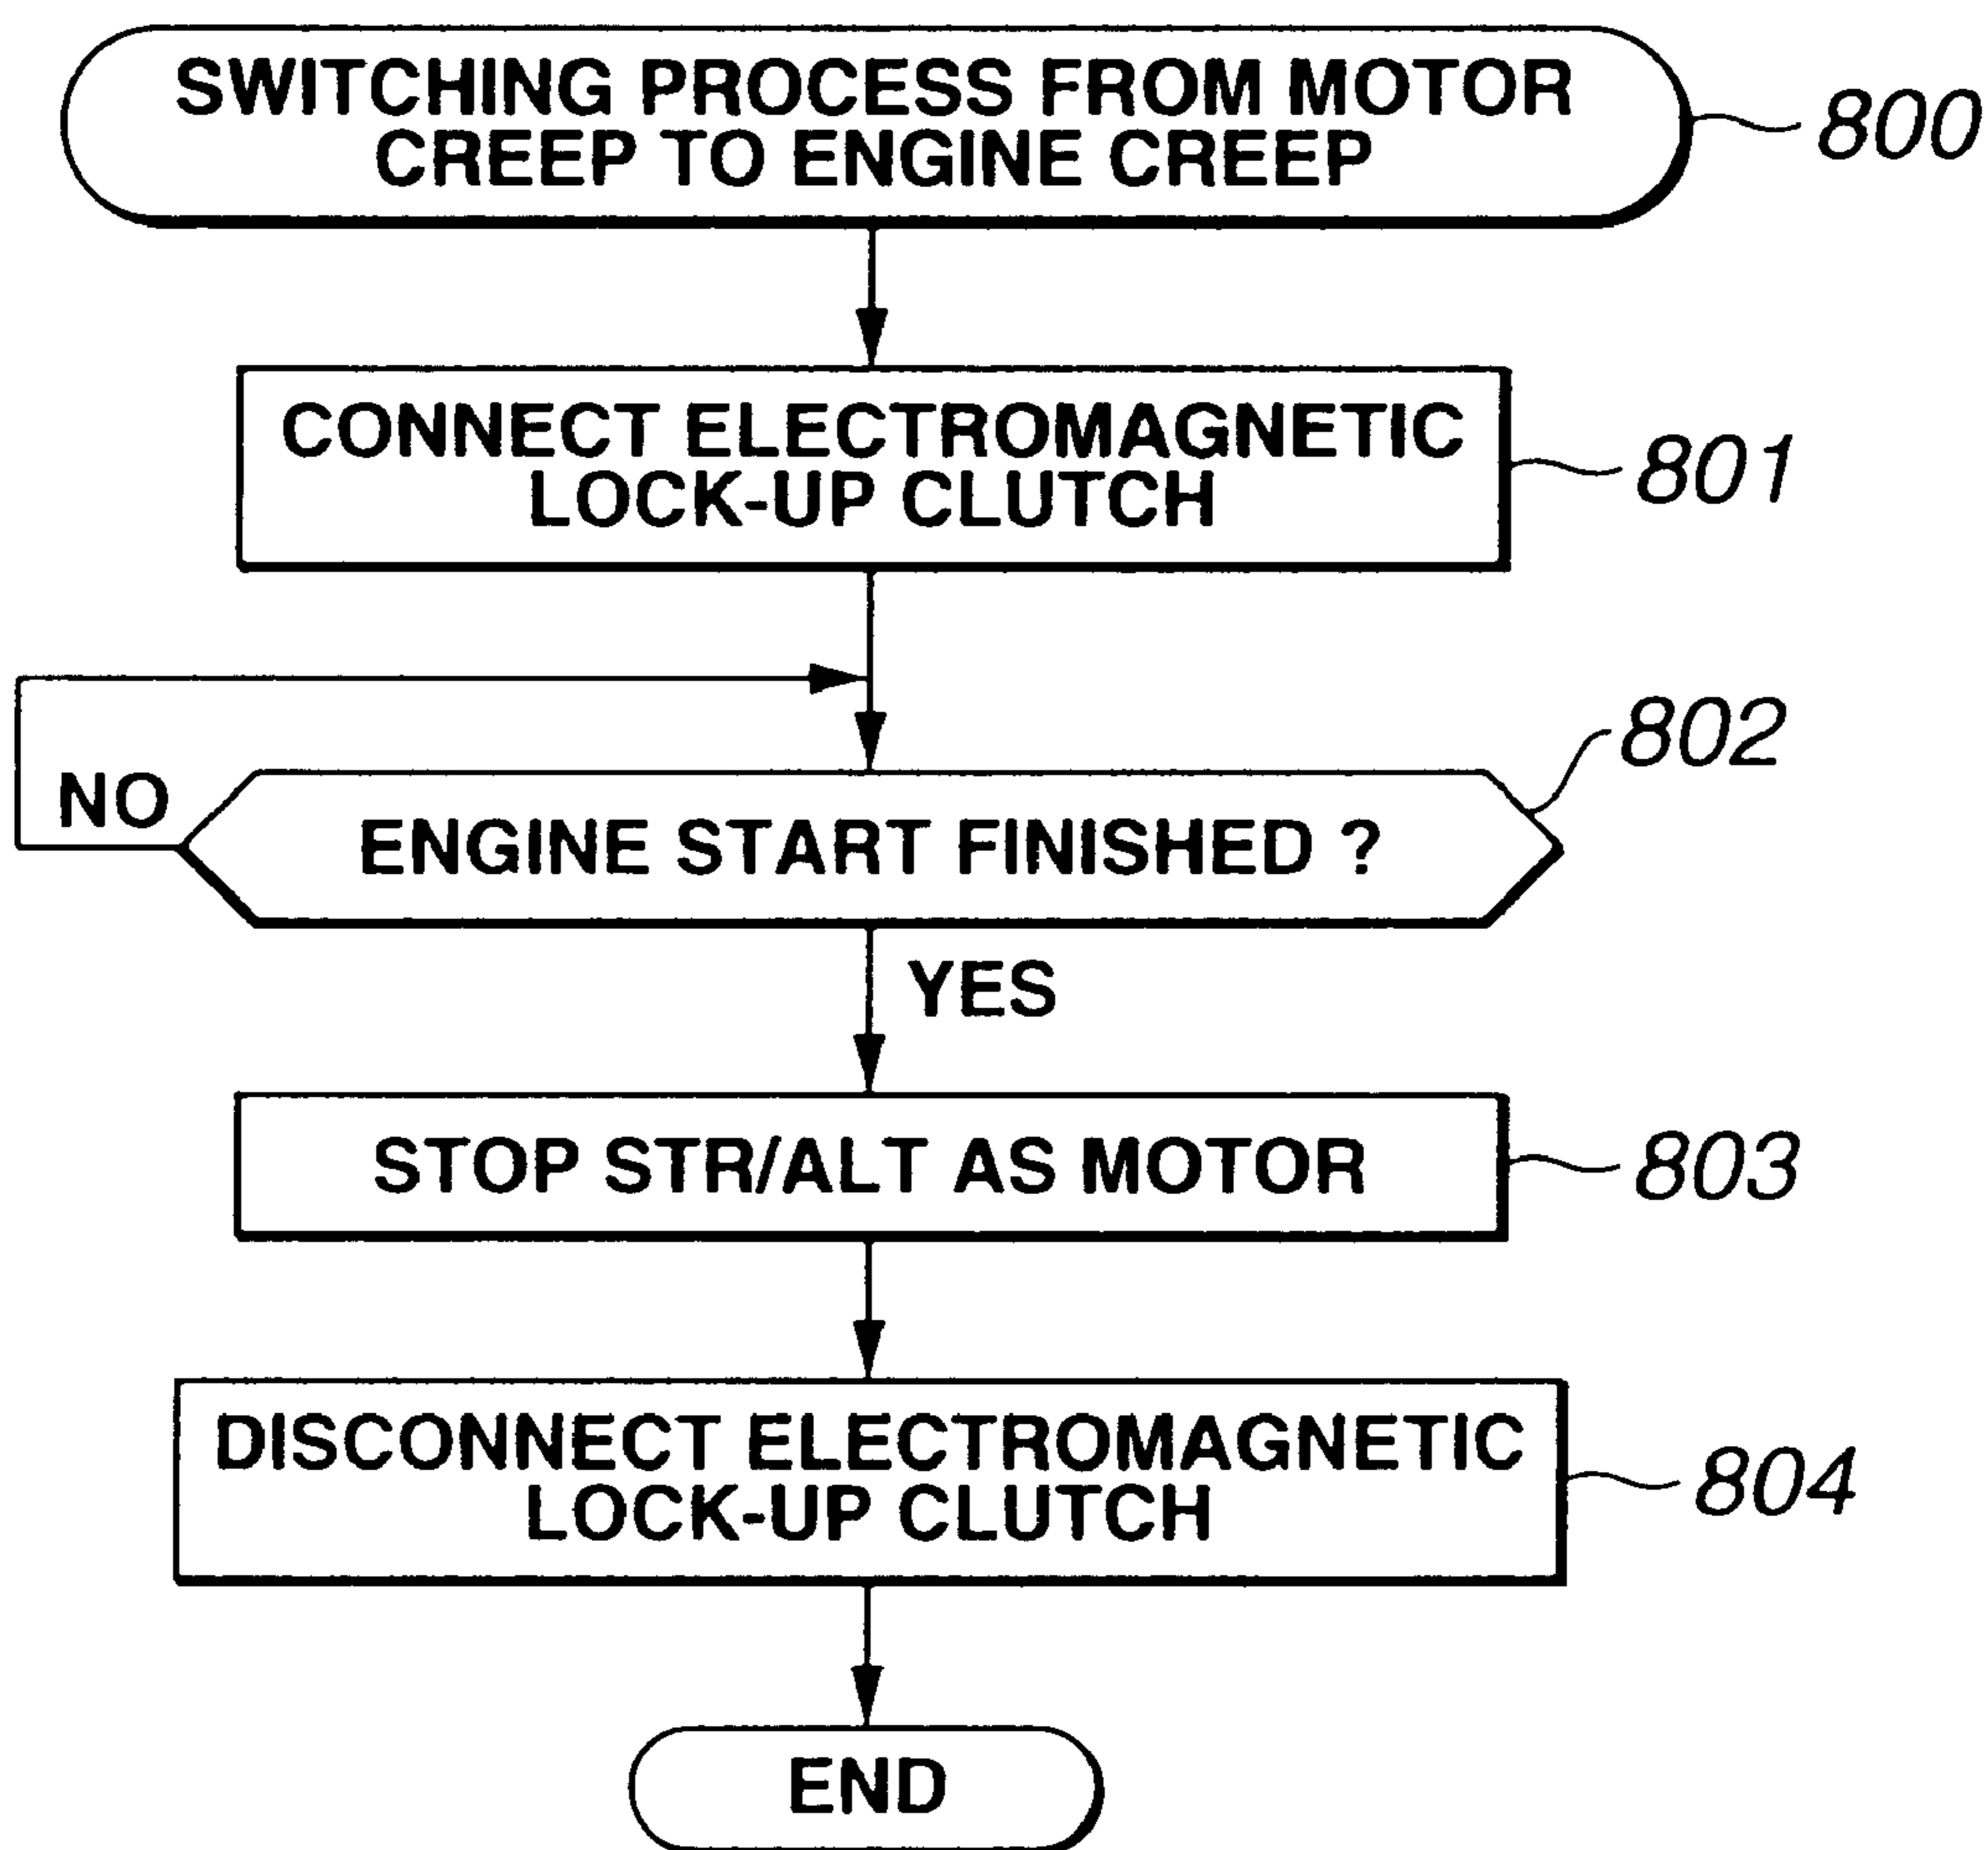 SWITCHING PROCESS FROM MOTOR
CREEP TO ENGINE CREEP
800
CONNECT ELECTROMAGNETIC
LOCK-UP CLUTCH
801
802
NO
ENGINE START FINISHED ?
YES
STOP STR/ALT AS MOTOR
803
DISCONNECT ELECTROMAGNETIC
LOCK-UP CLUTCH
804
END